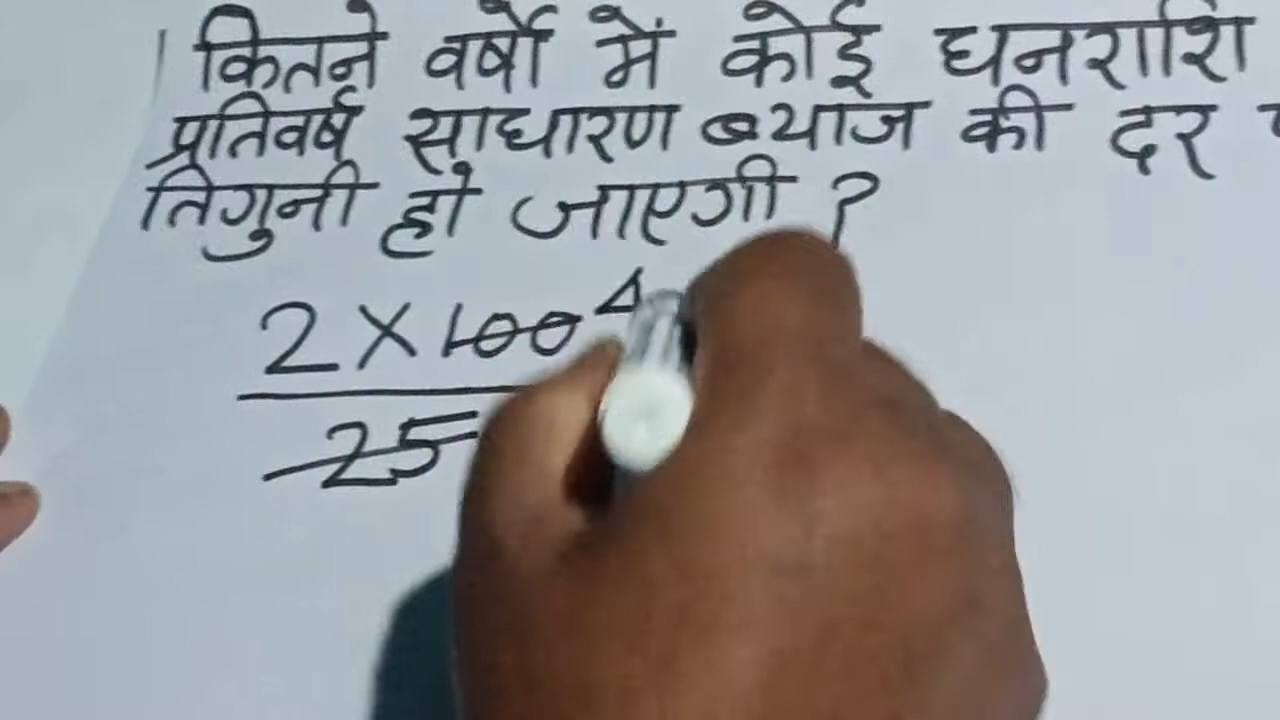 कितने वर्षों में कोई धनराशि
प्रतिवर्ष साधारण ब्याज की दर
तिगुनी हो जाएगी ?
2 × 100 4
25